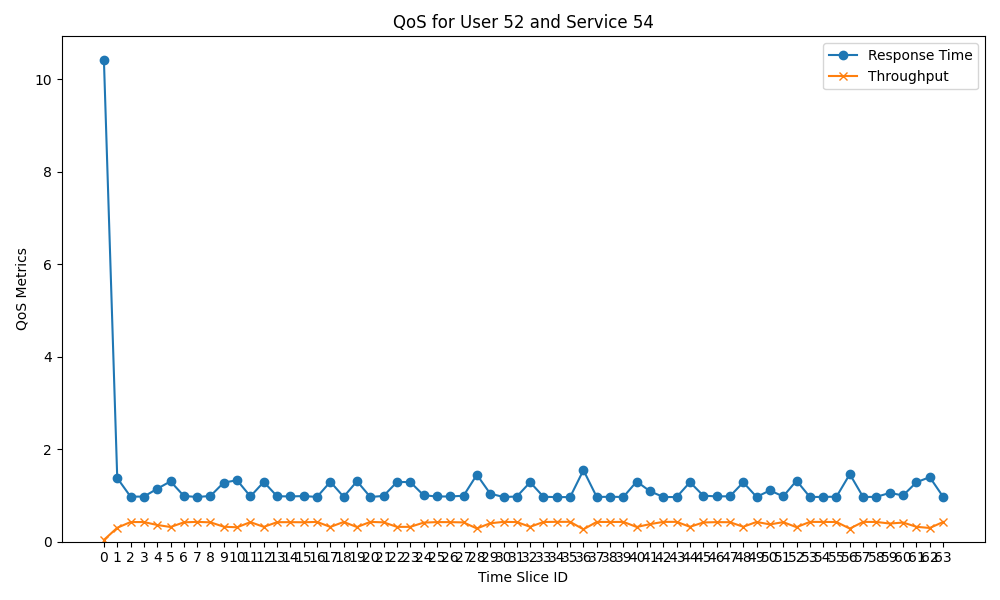 QoS for User 52 and Service 54
Response Time
Throughput
QoS Metrics
10
8
6
4
2
0
0 1 2 3 4 5 6 7 8 9 10 11 12 13 14 15 16 17 18 19 20 21 22 23 24 25 26 27 28 29 30 31 32 33 34 35 36 37 38 39 40 41 42 43 44 45 46 47 48 49 50 51 52 53 54 55 56 57 58 59 60 61 62 63
Time Slice ID